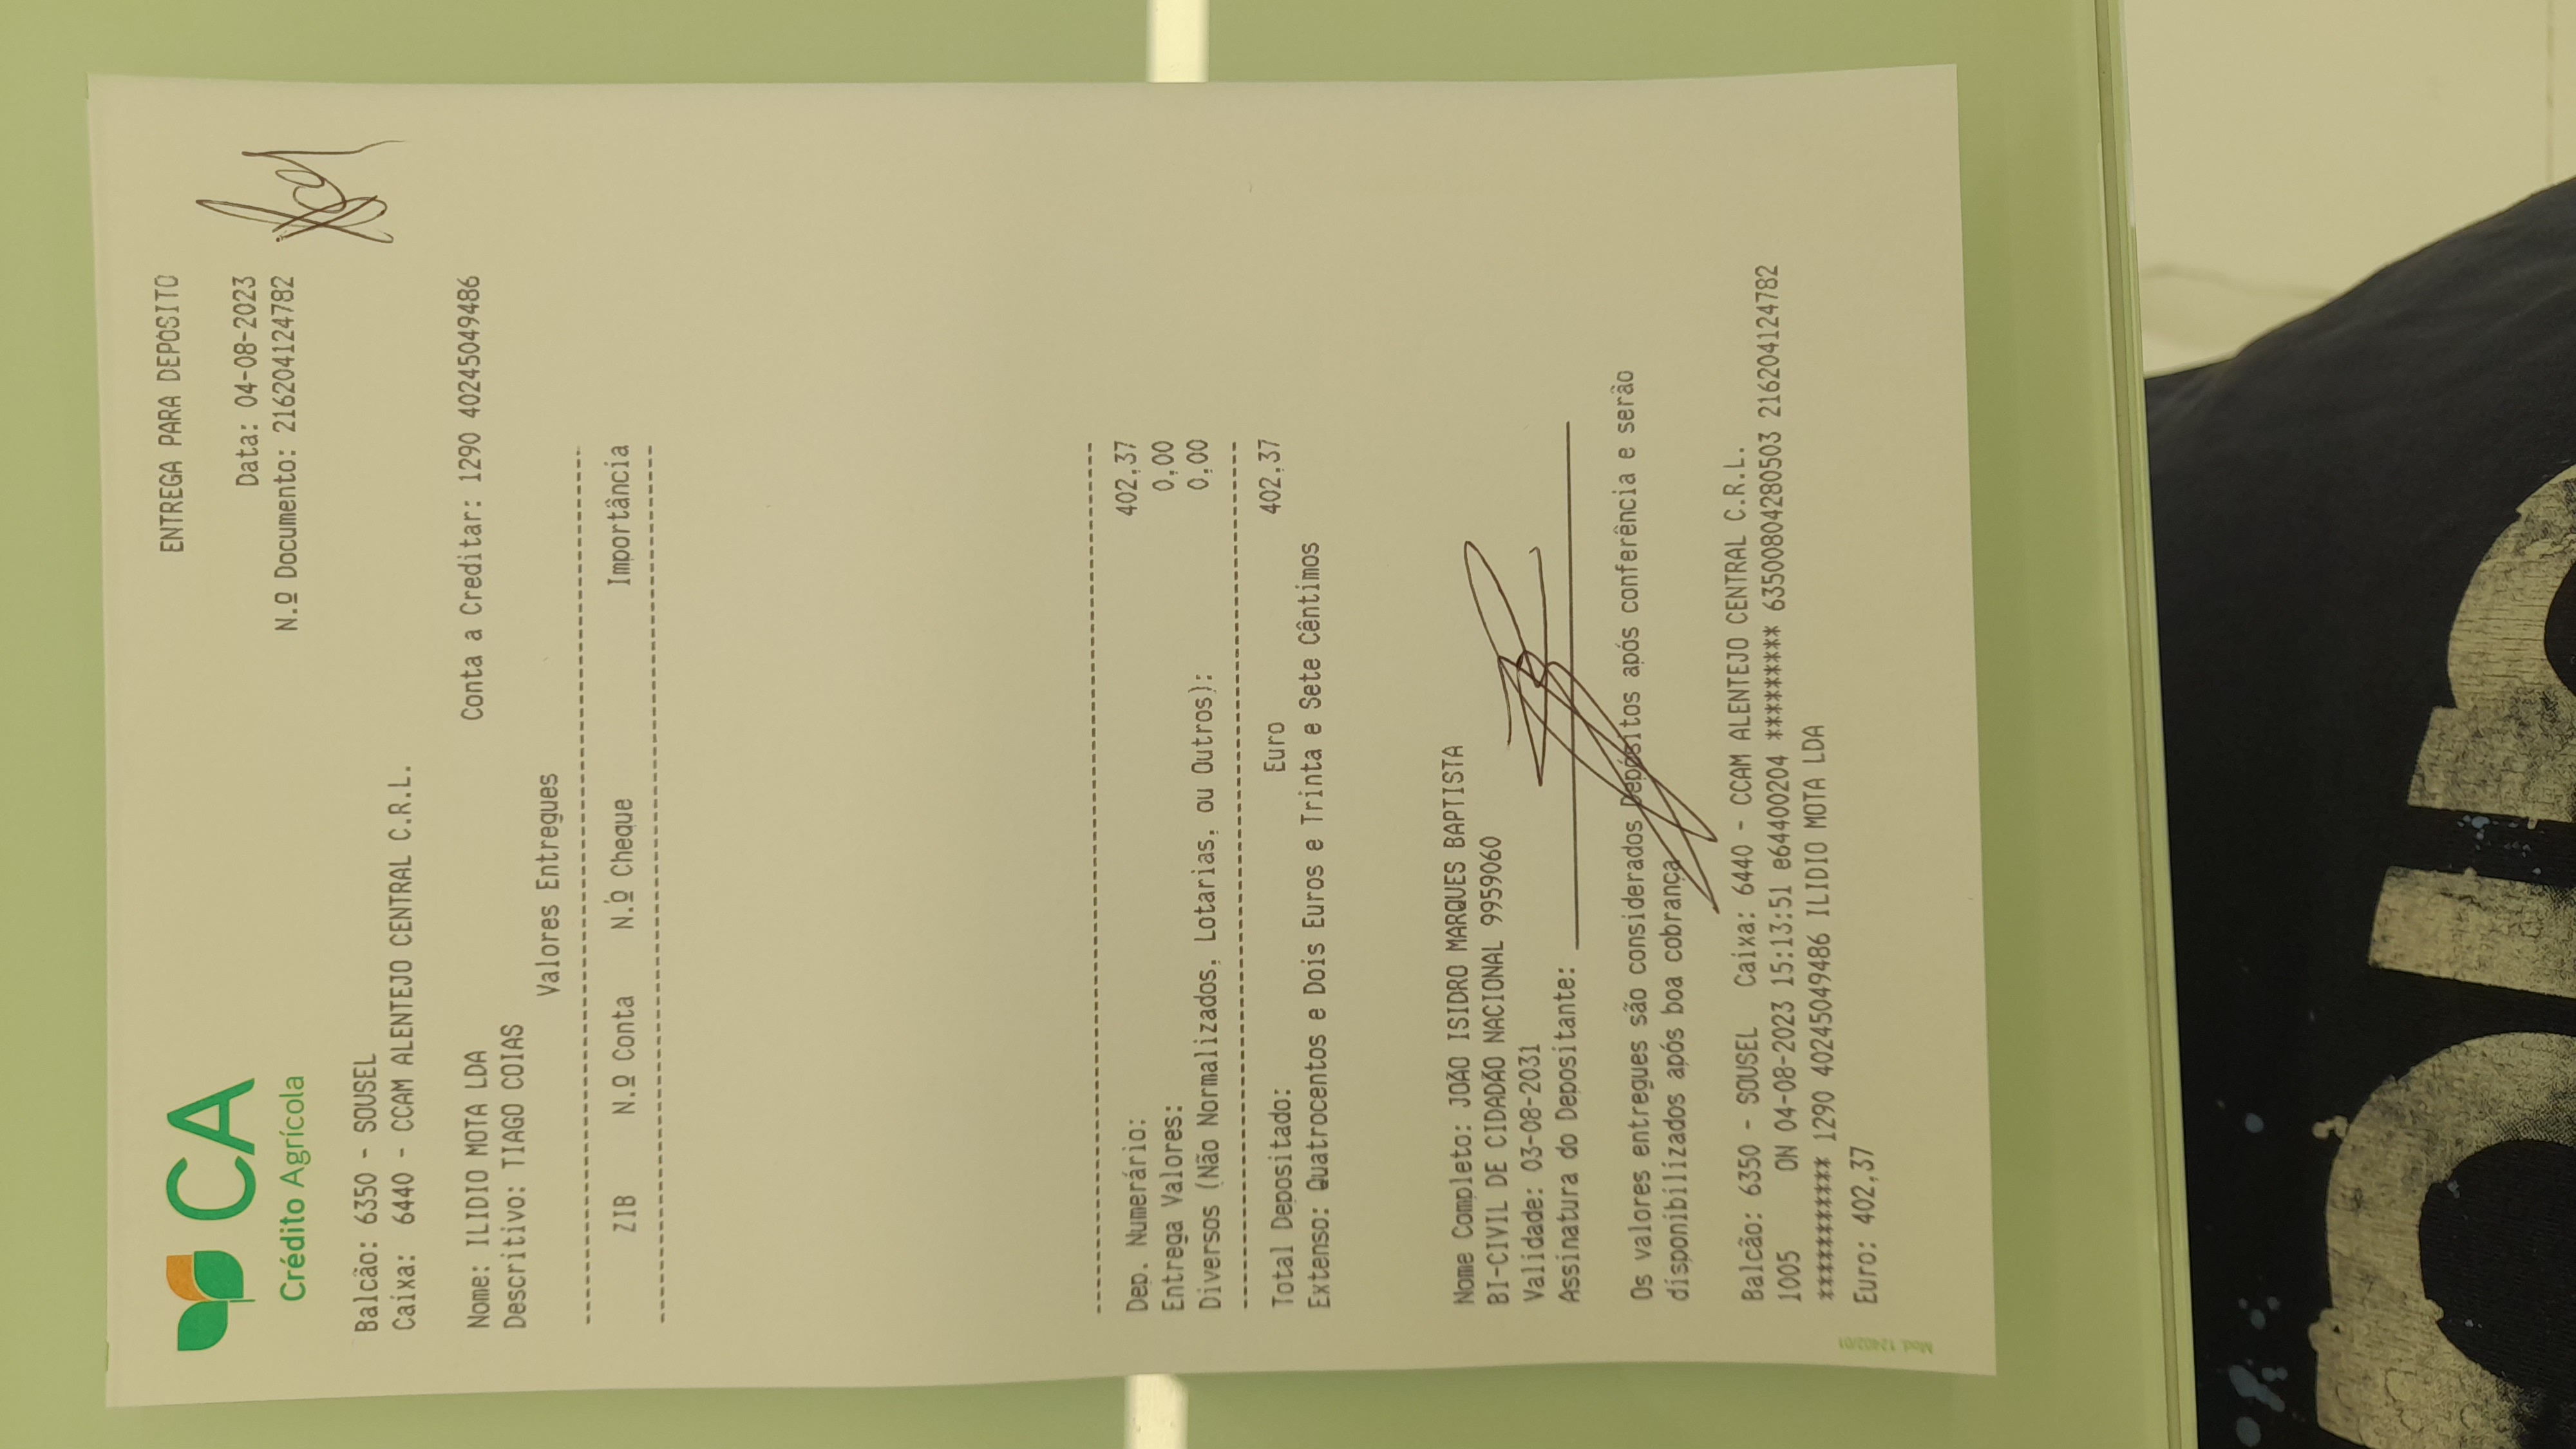 CA
Crédito Agrícola
ENTREGA PARA DEPÓSITO
Data: 04-08-2023
N.º Documento: 216204124782
Balcão: 6350 - SOUSEL
Caixa: 6440 - CCAM ALENTEJO CENTRAL C.R.L.
Conta a Creditar: 1290 40245049486
Nome: ILIDIO MOTA LDA
Descritivo: TIAGO COIAS
Valores Entregues
ZIB N.º Conta N.º Cheque Importância
Dep. Numerário: 402,37
Entrega Valores: 0,00
Diversos (Não Normalizados, Lotarias, ou Outros): 0,00
Total Depositado: Euro 402,37
Extenso: Quatrocentos e Dois Euros e Trinta e Sete Cêntimos
Nome Completo: JOÃO ISIDRO MARQUES BAPTISTA
BI-CIVIL DE CIDADÃO NACIONAL 9959060
Validade: 03-08-2031
Assinatura do Depositante:
Os valores entregues são considerados Depósitos após conferência e serão
disponibilizados após boa cobrança
Balcão: 6350 - SOUSEL Caixa: 6440 - CCAM ALENTEJO CENTRAL C.R.L.
1005 ON 04-08-2023 15:13:51 e64400204 ********* 63500804280503 216204124782
*********** 1290 40245049486 ILIDIO MOTA LDA
Euro: 402,37